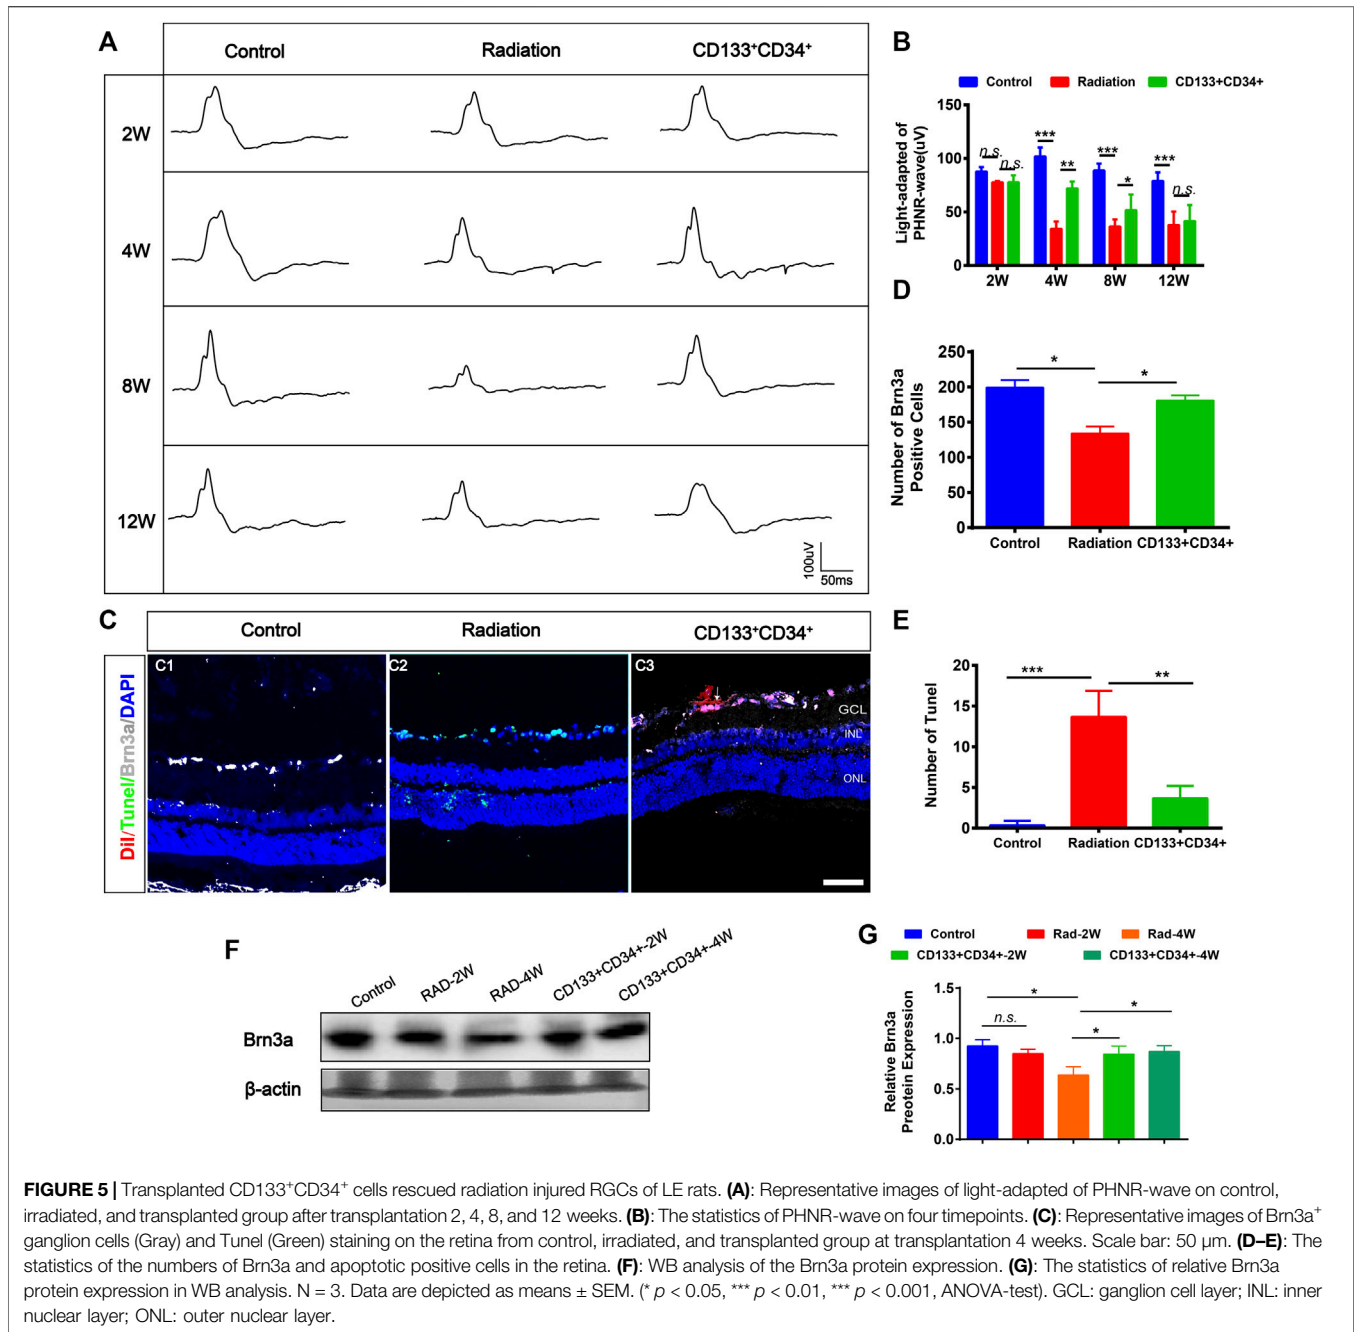 A
Control Radiation CD133+CD34+
2W
4W
8W
12W
100uV
50ms
B
Control Radiation CD133+CD34+
Light-adapted of
PHNR-wave(uV)
150
100
50
0
n.s. n.s. *** ** *** * *** n.s.
2W 4W 8W 12W
D
Number of Brn3a
Positive Cells
250
200
150
100
50
0
* *
Control Radiation CD133+CD34+
C
Control Radiation CD133+CD34+
DiI/Tunel/Brn3a/DAPI
C1 C2 C3
GCL
INL
ONL
E
Number of Tunel
20
15
10
5
0
*** **
Control Radiation CD133+CD34+
F
Control RAD-2W RAD-4W CD133+CD34+-2W CD133+CD34+-4W
Brn3a
β-actin
G
Control Rad-2W Rad-4W
CD133+CD34+-2W CD133+CD34+-4W
Relative Brn3a
Preotein Expression
1.5
1.0
0.5
0.0
n.s. * * *
FIGURE 5 | Transplanted CD133+CD34+ cells rescued radiation injured RGCs of LE rats. (A): Representative images of light-adapted of PHNR-wave on control,
irradiated, and transplanted group after transplantation 2, 4, 8, and 12 weeks. (B): The statistics of PHNR-wave on four timepoints. (C): Representative images of Brn3a+
ganglion cells (Gray) and Tunel (Green) staining on the retina from control, irradiated, and transplanted group at transplantation 4 weeks. Scale bar: 50 μm. (D–E): The
statistics of the numbers of Brn3a and apoptotic positive cells in the retina. (F): WB analysis of the Brn3a protein expression. (G): The statistics of relative Brn3a
protein expression in WB analysis. N = 3. Data are depicted as means ± SEM. (* p < 0.05, *** p < 0.01, *** p < 0.001, ANOVA-test). GCL: ganglion cell layer; INL: inner
nuclear layer; ONL: outer nuclear layer.